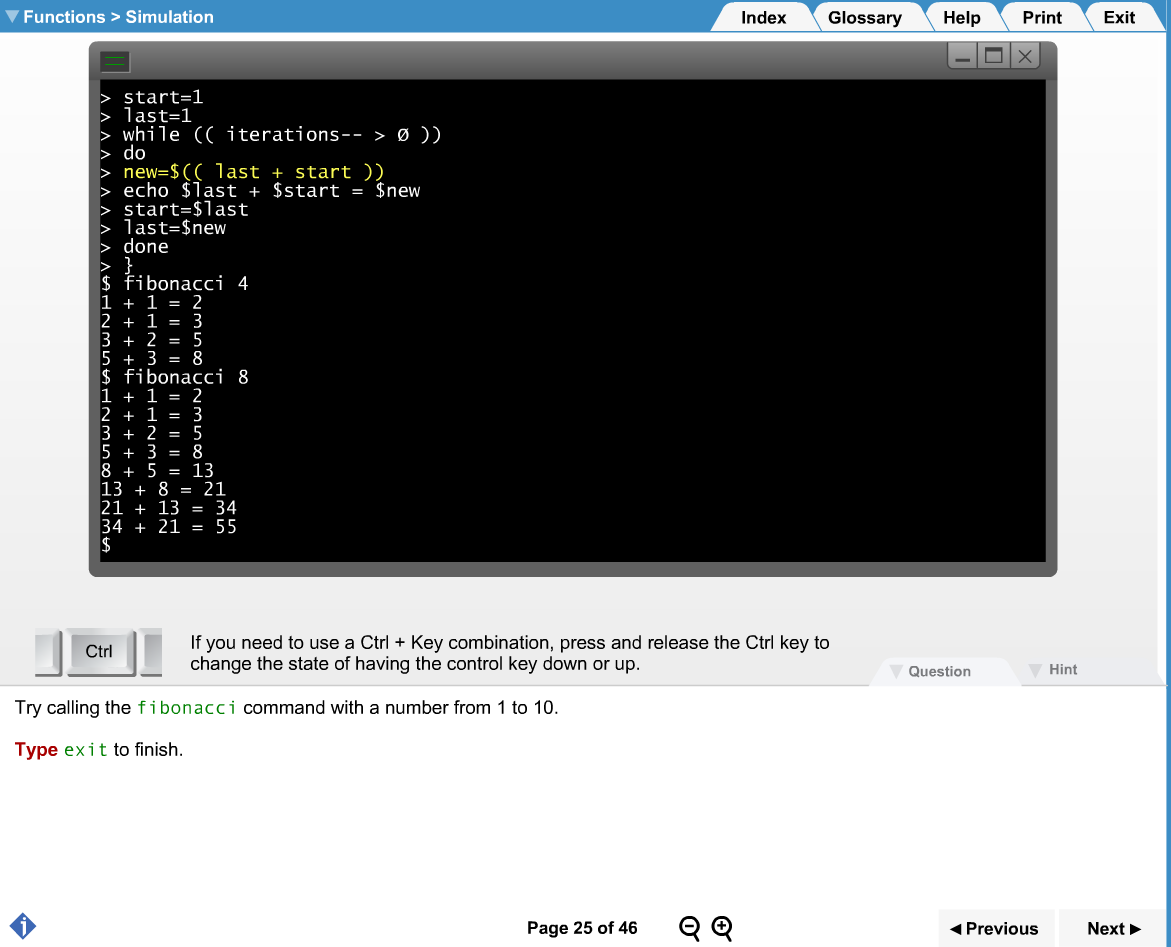 Functions > Simulation
Index
Glossary
Help
Print
Exit
> start=1
> last=1
> while (( iterations-- > Ø ))
> do
> new=$(( last + start ))
> echo $last + $start = $new
> start=$last
> last=$new
> done
> }
$ fibonacci 4
1 + 1 = 2
2 + 1 = 3
3 + 2 = 5
5 + 3 = 8
$ fibonacci 8
1 + 1 = 2
2 + 1 = 3
3 + 2 = 5
5 + 3 = 8
8 + 5 = 13
13 + 8 = 21
21 + 13 = 34
34 + 21 = 55
$
Ctrl
If you need to use a Ctrl + Key combination, press and release the Ctrl key to
change the state of having the control key down or up.
Question
Hint
Try calling the fibonacci command with a number from 1 to 10.
Type exit to finish.
Page 25 of 46
Previous
Next